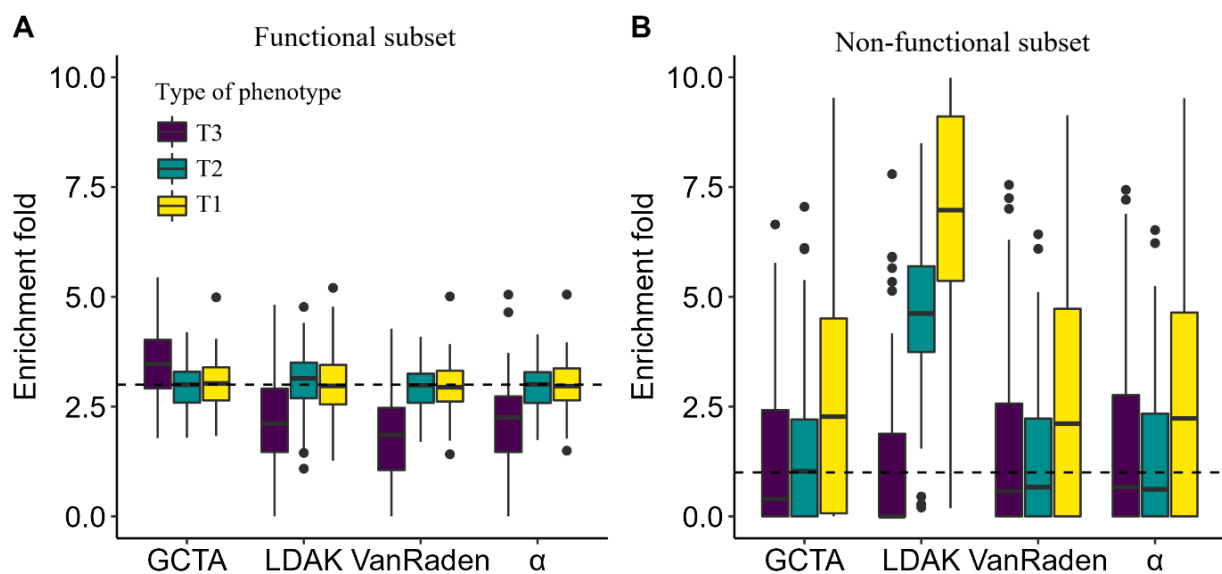 A
Functional subset
Type of phenotype
T3
T2
T1
Enrichment fold
10.0
7.5
5.0
2.5
0.0
GCTA
LDAK
VanRaden
α
B
Non-functional subset
Enrichment fold
10.0
7.5
5.0
2.5
0.0
GCTA
LDAK
VanRaden
α